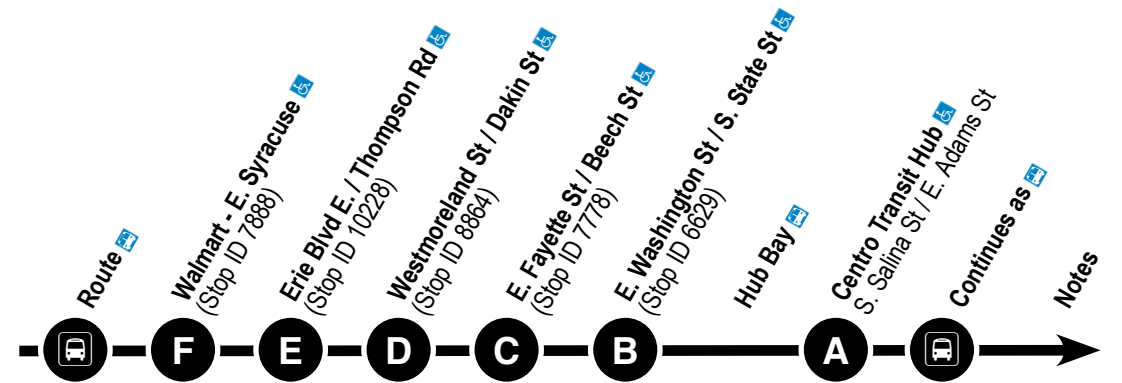 Route
Walmart - E. Syracuse
(Stop ID 7888)
Erie Blvd E. / Thompson Rd
(Stop ID 10228)
Westmoreland St / Dakin St
(Stop ID 8864)
E. Fayette St / Beech St
(Stop ID 7778)
E. Washington St / S. State St
(Stop ID 6629)
Hub Bay
Centro Transit Hub
S. Salina St / E. Adams St
Continues as
Notes
F
E
D
C
B
A